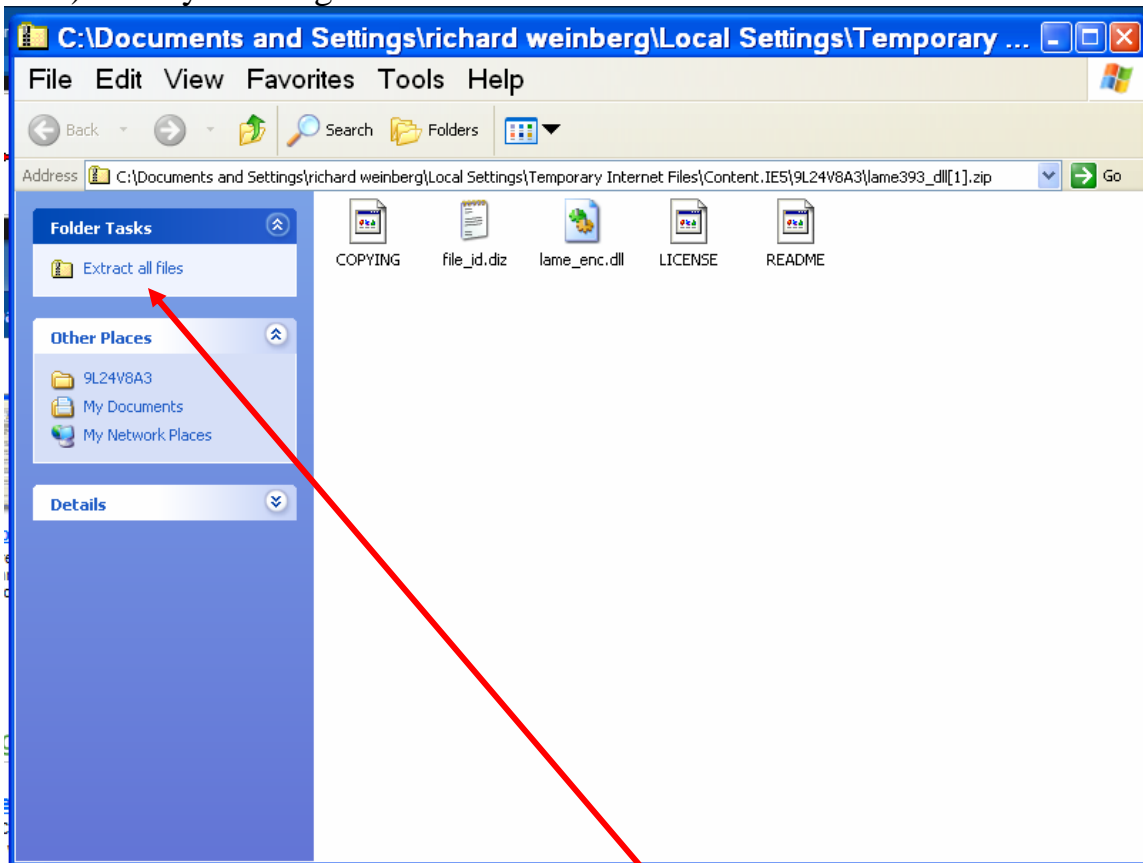 C:\Documents and Settings\richard weinberg\Local Settings\Temporary ...
File Edit View Favorites Tools Help
Back Search Folders
Address C:\Documents and Settings\richard weinberg\Local Settings\Temporary Internet Files\Content.IE5\9L24V8A3\lame393_dll[1].zip Go
Folder Tasks
Extract all files
COPYING file_id.diz lame_enc.dll LICENSE README
Other Places
9L24V8A3
My Documents
My Network Places
Details